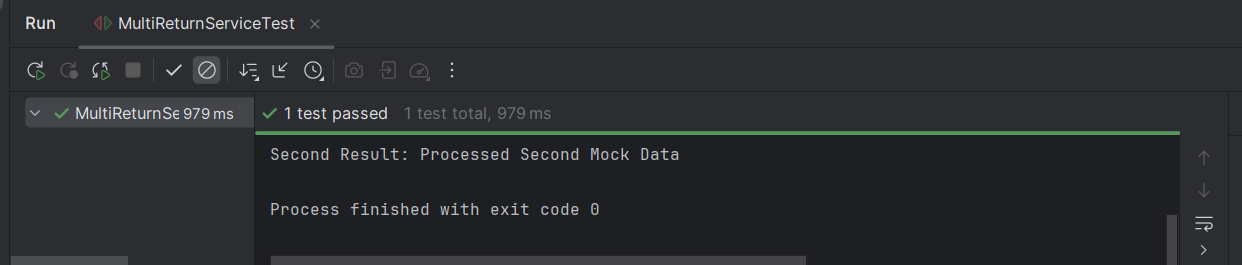 Run MultiReturnServiceTest
MultiReturnSe 979 ms
1 test passed 1 test total, 979 ms
Second Result: Processed Second Mock Data
Process finished with exit code 0